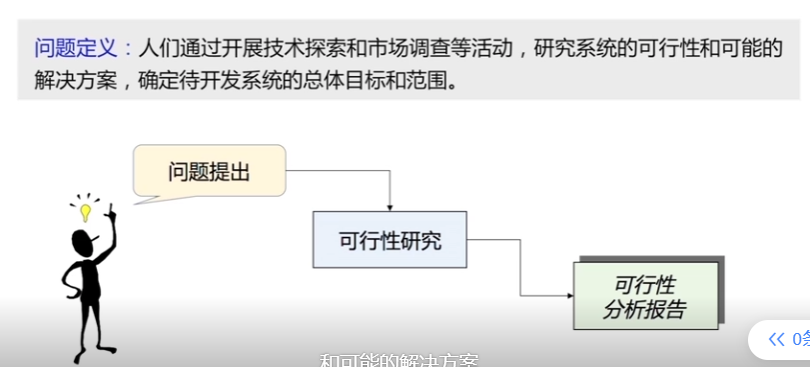 问题定义：人们通过开展技术探索和市场调查等活动，研究系统的可行性和可能的
解决方案，确定待开发系统的总体目标和范围。
问题提出
可行性研究
可行性
分析报告
0条
和可能的解决方案